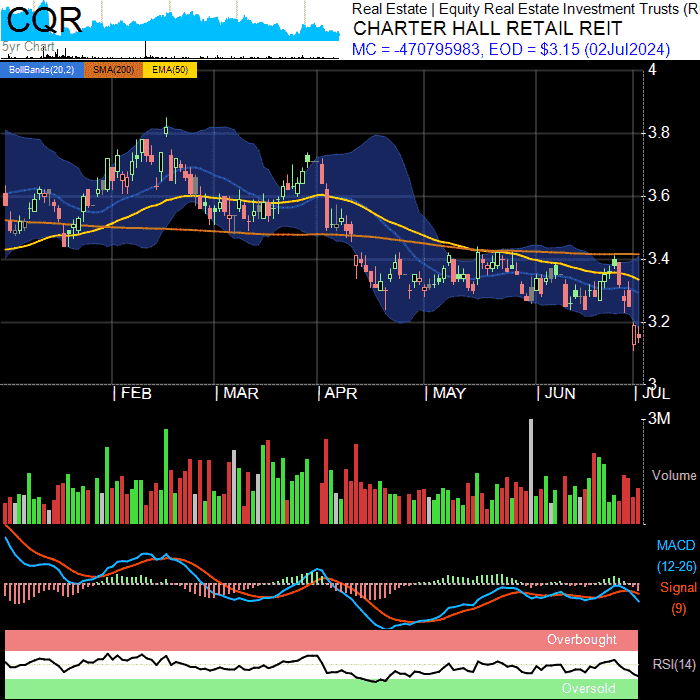 CQR
Real Estate | Equity Real Estate Investment Trusts (R
CHARTER HALL RETAIL REIT
5yr Chart
MC = -470795983, EOD = $3.15 (02Jul2024)
BollBands(20,2) SMA(200) EMA(50)
4
3.8
3.6
3.4
3.2
3
| FEB | MAR | APR | MAY | JUN | JUL
3M
Volume
MACD
(12-26)
Signal
(9)
Overbought
RSI(14)
Oversold